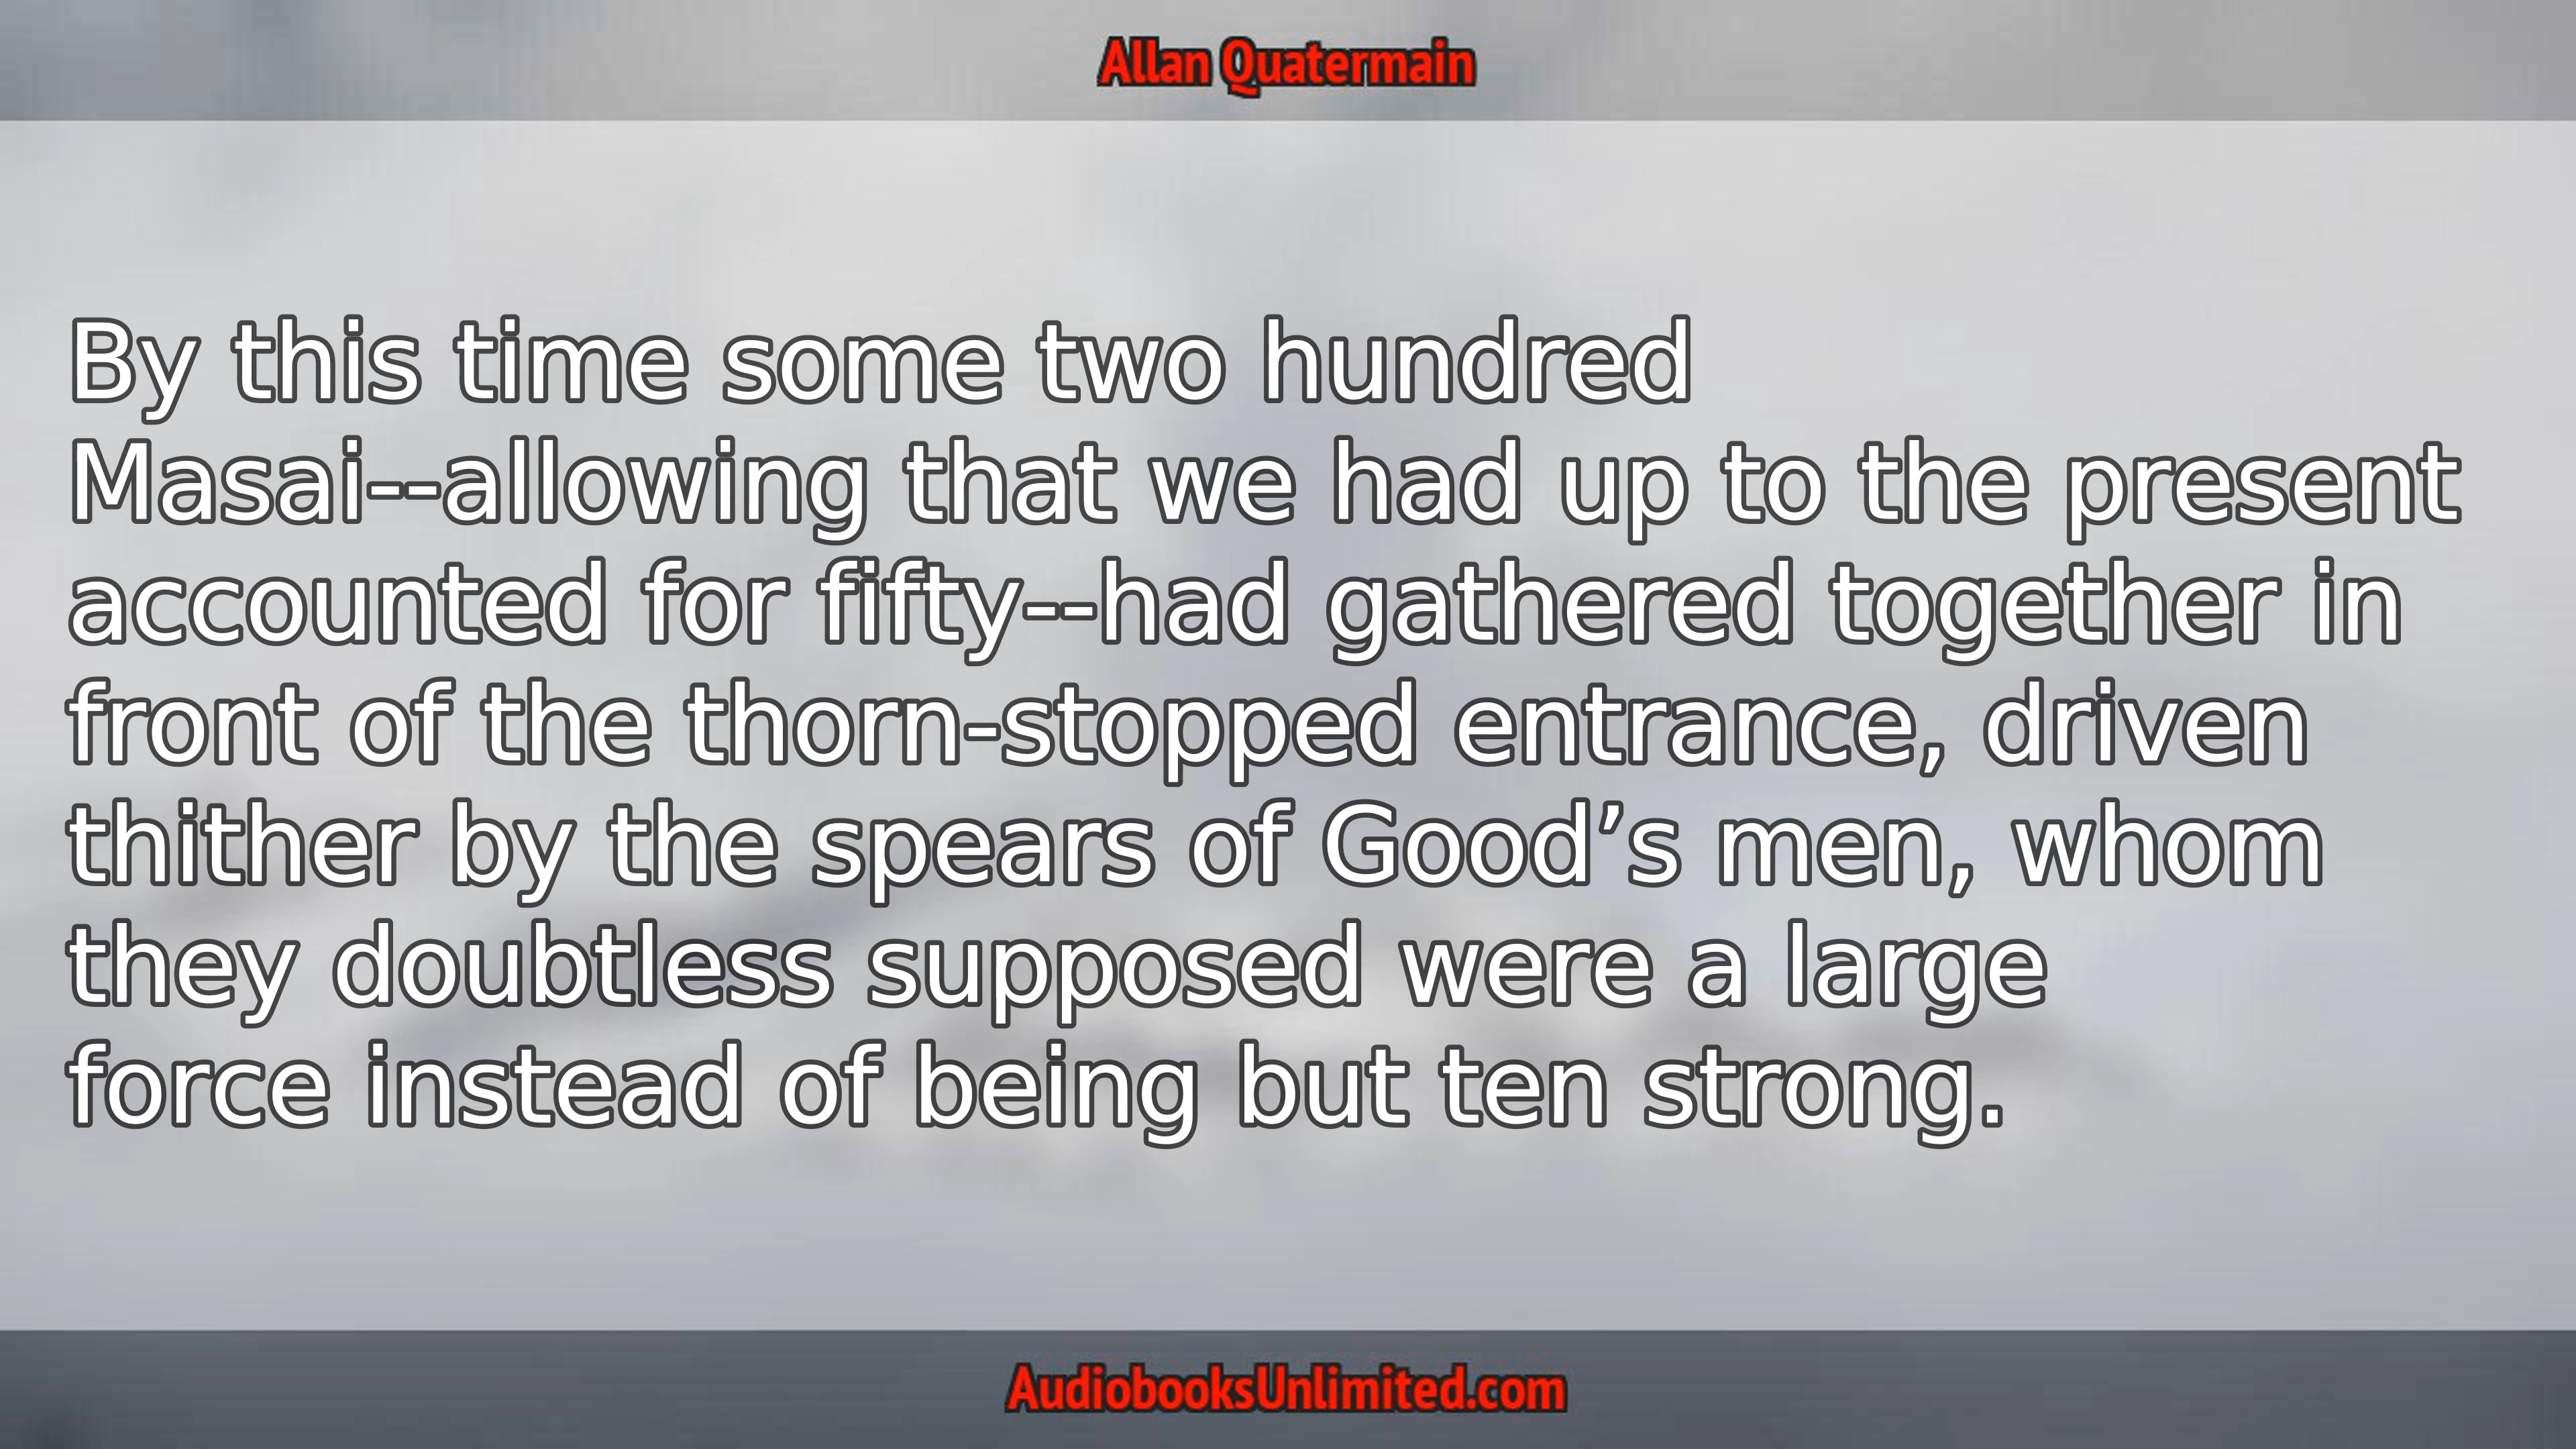 Allan Quatermain
By this time some two hundred
Masai--allowing that we had up to the present
accounted for fifty--had gathered together in
front of the thorn-stopped entrance, driven
thither by the spears of Good’s men, whom
they doubtless supposed were a large
force instead of being but ten strong.
AudiobooksUnlimited.com